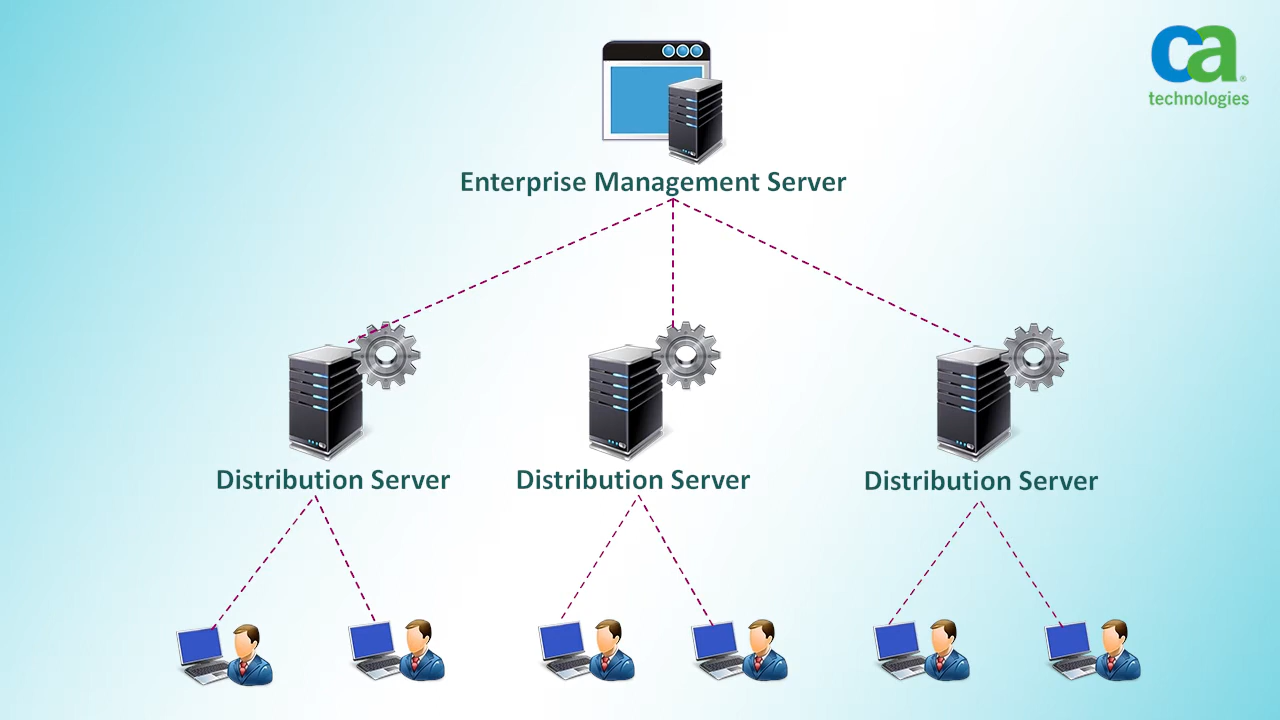 ca
technologies
Enterprise Management Server
Distribution Server
Distribution Server
Distribution Server